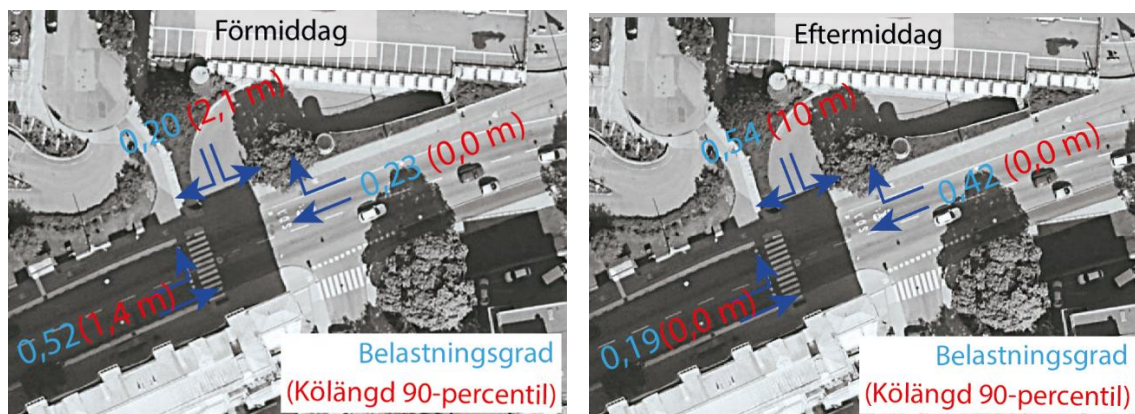 Förmiddag
0,20 (2,1 m)
0,23 (0,0 m)
0,52(1,4 m)
Belastningsgrad
(Kölängd 90-percentil)
Eftermiddag
0,54 (10 m)
0,42 (0,0 m)
0,19(0,0 m)
Belastningsgrad
(Kölängd 90-percentil)